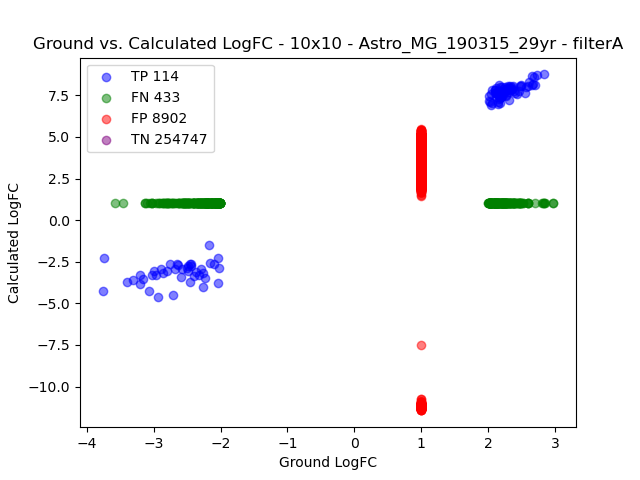 Ground vs. Calculated LogFC - 10x10 - Astro_MG_190315_29yr - filterA
TP 114
FN 433
FP 8902
TN 254747
Calculated LogFC
7.5
5.0
2.5
0.0
−2.5
−5.0
−7.5
−10.0
−4
−3
−2
−1
0
1
2
3
Ground LogFC